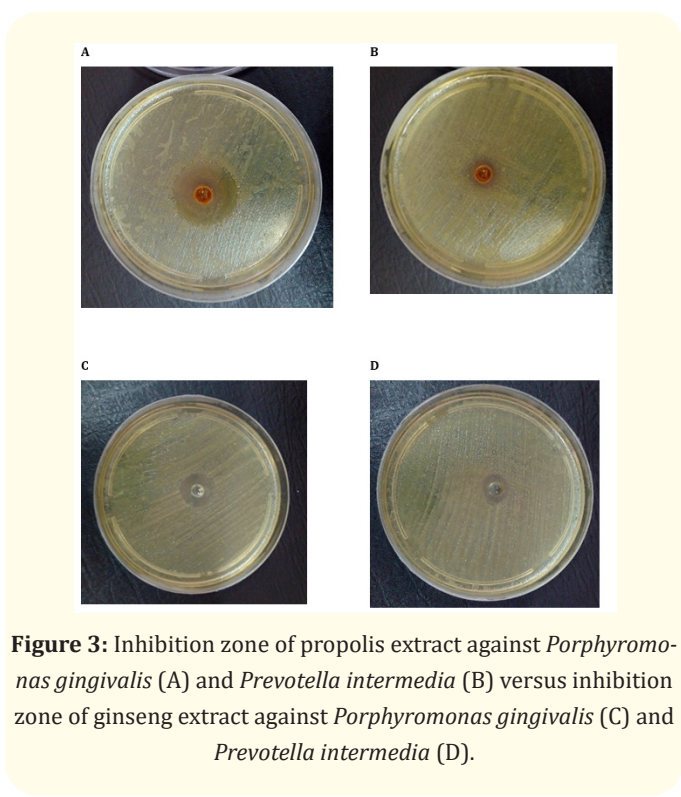 A
B
C
D
Figure 3: Inhibition zone of propolis extract against Porphyromo-
nas gingivalis (A) and Prevotella intermedia (B) versus inhibition
zone of ginseng extract against Porphyromonas gingivalis (C) and
Prevotella intermedia (D).